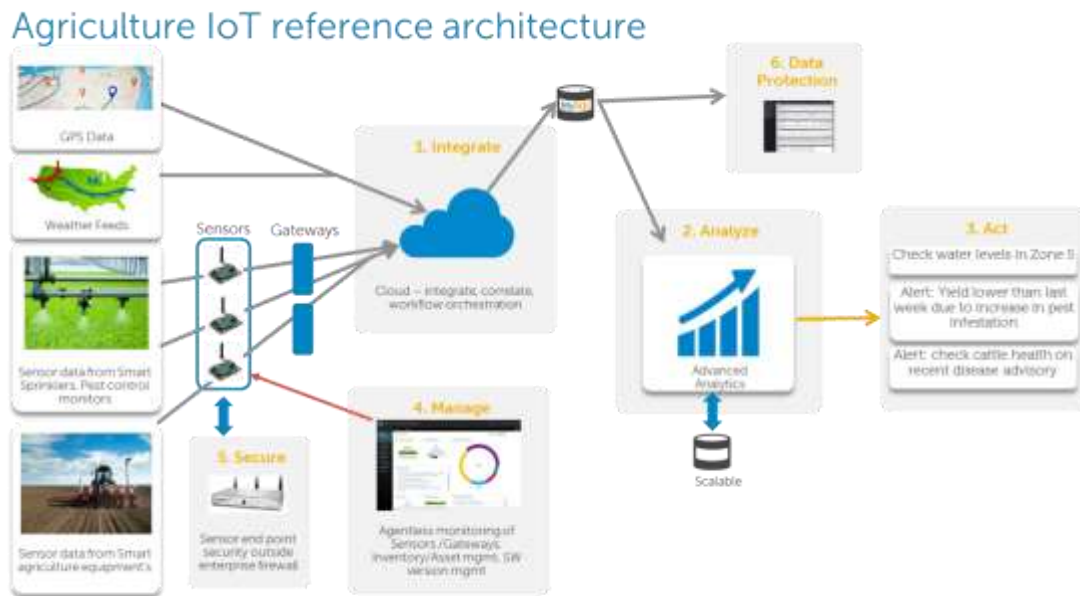 Agriculture IoT reference architecture
GPS Data
Weather Feeds
Sensor data from Smart
Sprinklers, Pest control
monitors
Sensor data from Smart
agriculture equipment's
Sensors
Gateways
1. Integrate
Cloud – integrate, correlate,
workflow orchestration
5. Secure
Sensor end point
security outside
enterprise firewall
4. Manage
Agentless monitoring of
Sensors /Gateways,
Inventory/Asset mgmt, SW
version mgmt
6. Data
Protection
2. Analyze
Advanced
Analytics
Scalable
3. Act
Check water levels in Zone 5
Alert: Yield lower than last
week due to increase in pest
infestation
Alert: check cattle health on
recent disease advisory